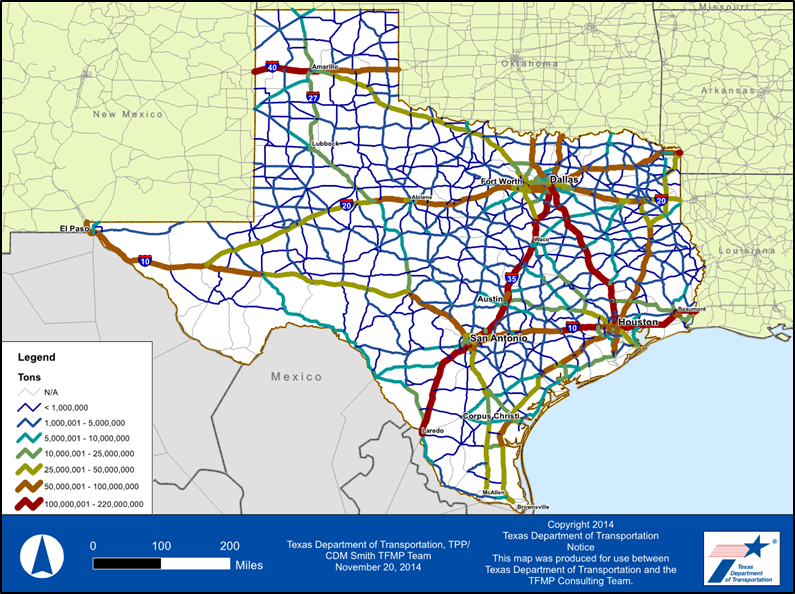 Missouri
Oklahoma
Arkansas
Amarillo
40
27
New Mexico
Lubbock
Fort Worth
Dallas
Abilene
20
20
El Paso
Waco
Louisiana
10
35
Austin
Beaumont
Houston
10
San Antonio
Mexico
Corpus Christi
Laredo
McAllen
Brownsville
Legend
Tons
N/A
< 1,000,000
1,000,001 - 5,000,000
5,000,001 - 10,000,000
10,000,001 - 25,000,000
25,000,001 - 50,000,000
50,000,001 - 100,000,000
100,000,001 - 220,000,000
0 100 200
Miles
Texas Department of Transportation, TPP/
CDM Smith TFMP Team
November 20, 2014
Copyright 2014
Texas Department of Transportation
Notice
This map was produced for use between
Texas Department of Transportation and the
TFMP Consulting Team.
®
Texas
Department
of Transportation